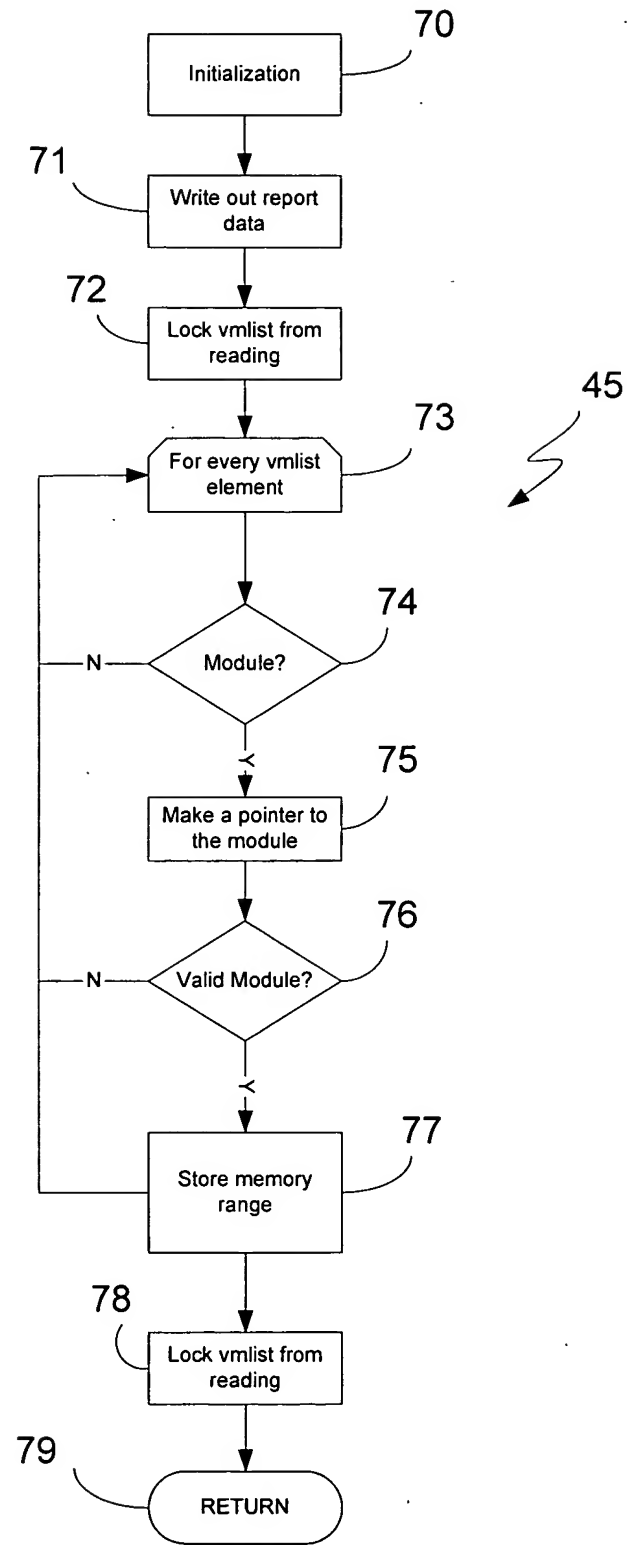 70
Initialization
71
Write out report
data
72
Lock vmlist from
reading
73
For every vmlist
element
45
74
Module?
N
Y
75
Make a pointer to
the module
76
Valid Module?
N
Y
77
Store memory
range
78
Lock vmlist from
reading
79
RETURN